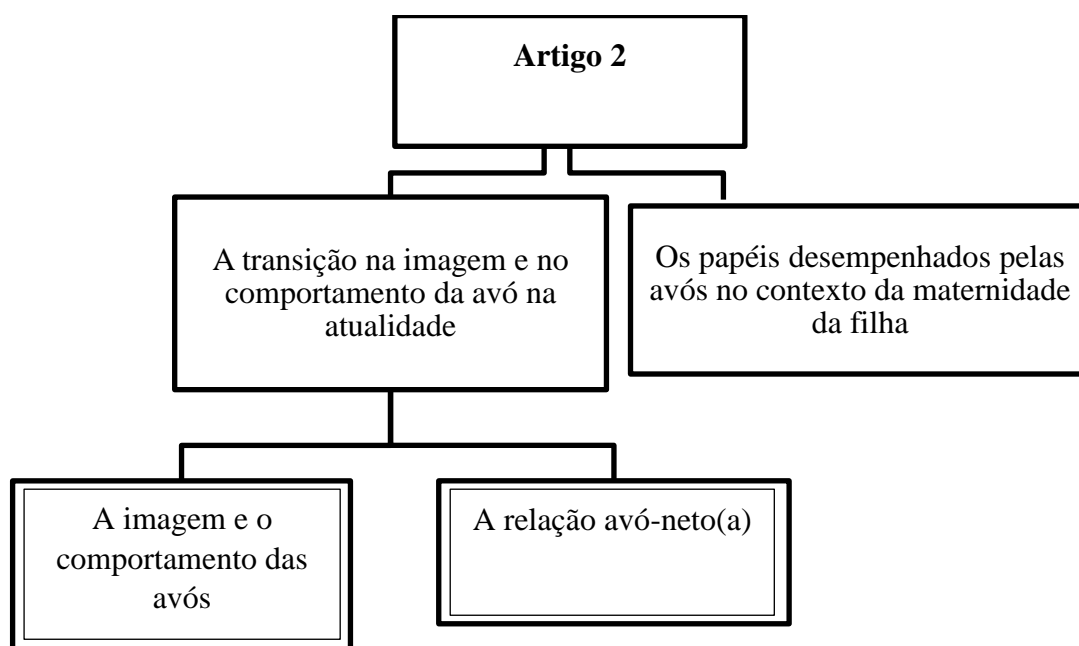 Artigo 2
A transição na imagem e no
comportamento da avó na
atualidade
Os papéis desempenhados pelas
avós no contexto da maternidade
da filha
A imagem e o
comportamento das
avós
A relação avó-neto(a)